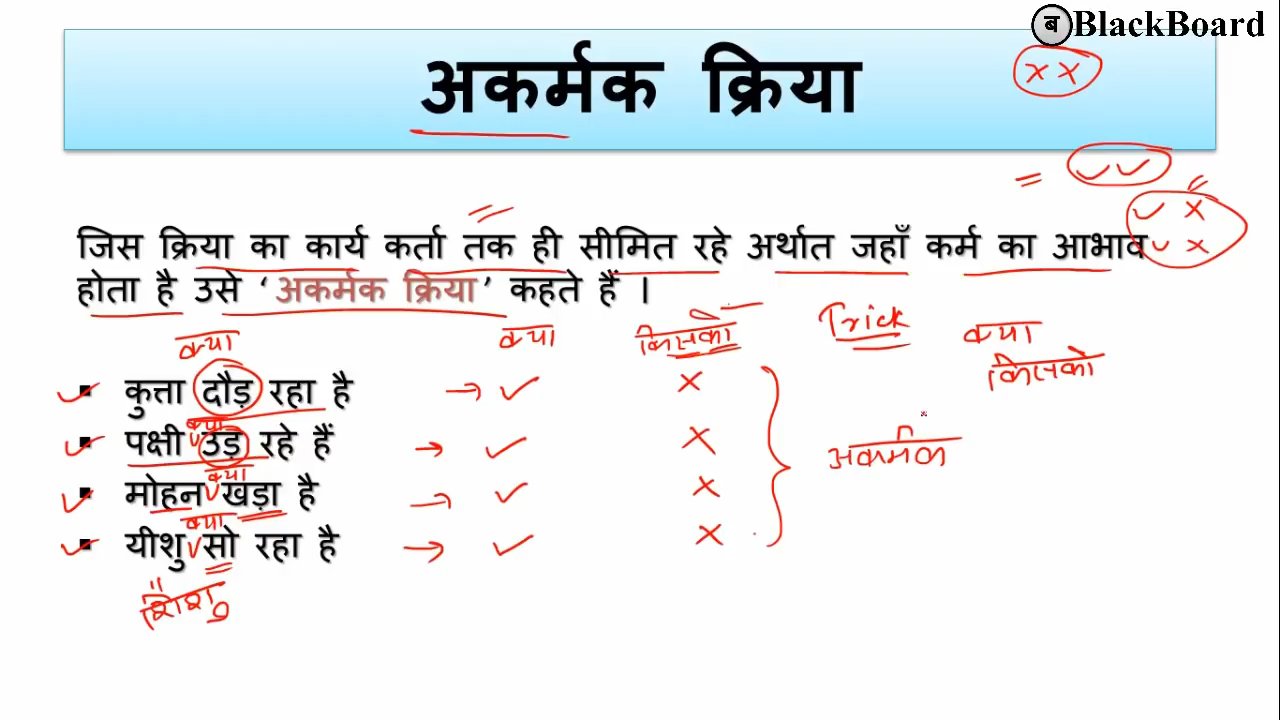 ब BlackBoard
अकर्मक क्रिया
जिस क्रिया का कार्य कर्ता तक ही सीमित रहे अर्थात जहाँ कर्म का आभाव
होता है उसे ‘अकर्मक क्रिया’ कहते हैं ।
Trick
क्या
क्या किसको
क्या
किसको
कुत्ता दौड़ रहा है
क्या
पक्षी उड़ रहे हैं
अकर्मक
क्या
मोहन खड़ा है
क्या
यीशु सो रहा है
शिशु